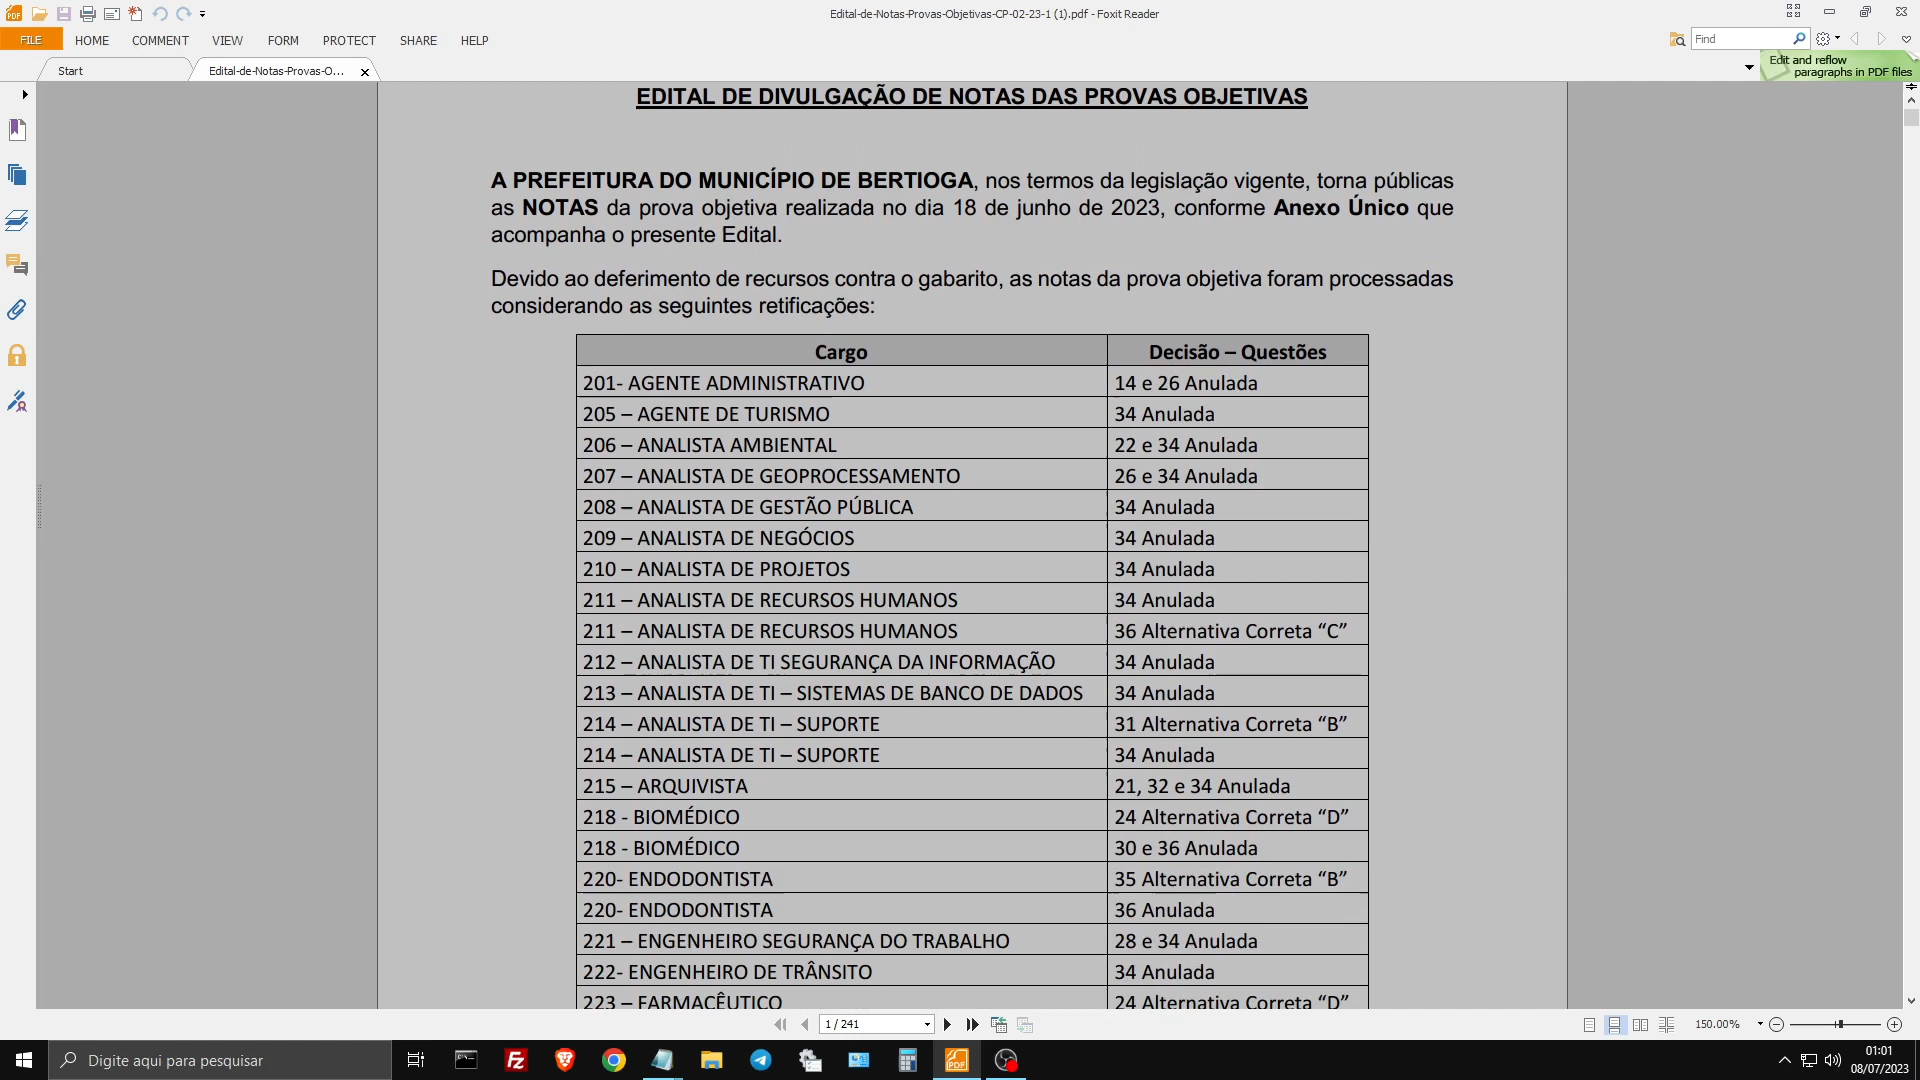 Edital-de-Notas-Provas-Objetivas-CP-02-23-1 (1).pdf - Foxit Reader
FILE HOME COMMENT VIEW FORM PROTECT SHARE HELP
Find
Start
Edital-de-Notas-Provas-O...
Edit and reflow
paragraphs in PDF files
EDITAL DE DIVULGAÇÃO DE NOTAS DAS PROVAS OBJETIVAS
A PREFEITURA DO MUNICÍPIO DE BERTIOGA, nos termos da legislação vigente, torna públicas
as NOTAS da prova objetiva realizada no dia 18 de junho de 2023, conforme Anexo Único que
acompanha o presente Edital.
Devido ao deferimento de recursos contra o gabarito, as notas da prova objetiva foram processadas
considerando as seguintes retificações:
Cargo Decisão – Questões
201- AGENTE ADMINISTRATIVO 14 e 26 Anulada
205 – AGENTE DE TURISMO 34 Anulada
206 – ANALISTA AMBIENTAL 22 e 34 Anulada
207 – ANALISTA DE GEOPROCESSAMENTO 26 e 34 Anulada
208 – ANALISTA DE GESTÃO PÚBLICA 34 Anulada
209 – ANALISTA DE NEGÓCIOS 34 Anulada
210 – ANALISTA DE PROJETOS 34 Anulada
211 – ANALISTA DE RECURSOS HUMANOS 34 Anulada
211 – ANALISTA DE RECURSOS HUMANOS 36 Alternativa Correta “C”
212 – ANALISTA DE TI SEGURANÇA DA INFORMAÇÃO 34 Anulada
213 – ANALISTA DE TI – SISTEMAS DE BANCO DE DADOS 34 Anulada
214 – ANALISTA DE TI – SUPORTE 31 Alternativa Correta “B”
214 – ANALISTA DE TI – SUPORTE 34 Anulada
215 – ARQUIVISTA 21, 32 e 34 Anulada
218 - BIOMÉDICO 24 Alternativa Correta “D”
218 - BIOMÉDICO 30 e 36 Anulada
220- ENDODONTISTA 35 Alternativa Correta “B”
220- ENDODONTISTA 36 Anulada
221 – ENGENHEIRO SEGURANÇA DO TRABALHO 28 e 34 Anulada
222- ENGENHEIRO DE TRÂNSITO 34 Anulada
223 – FARMACÊUTICO 24 Alternativa Correta “D”
1 / 241
150.00%
Digite aqui para pesquisar
01:01
08/07/2023